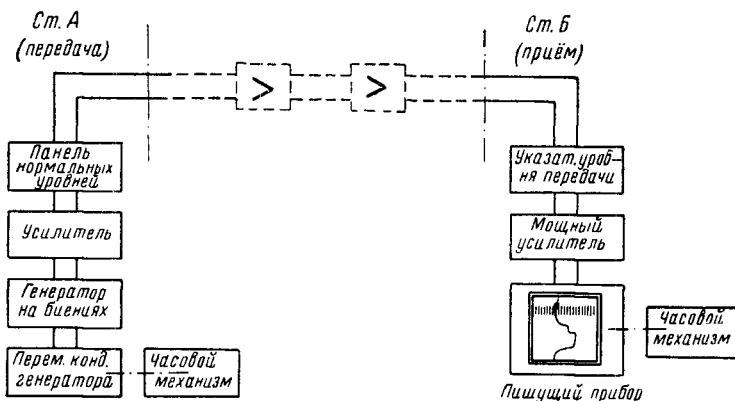 Ст. А
(передача)
Ст. Б
(приём)
>
>
Панель
нормальных
уровней
Усилитель
Генератор
на биениях
Перем. конд.
генератора
Часовой
механизм
Указат. уров-
ня передачи
Мощный
усилитель
Пишущий прибор
Часовой
механизм